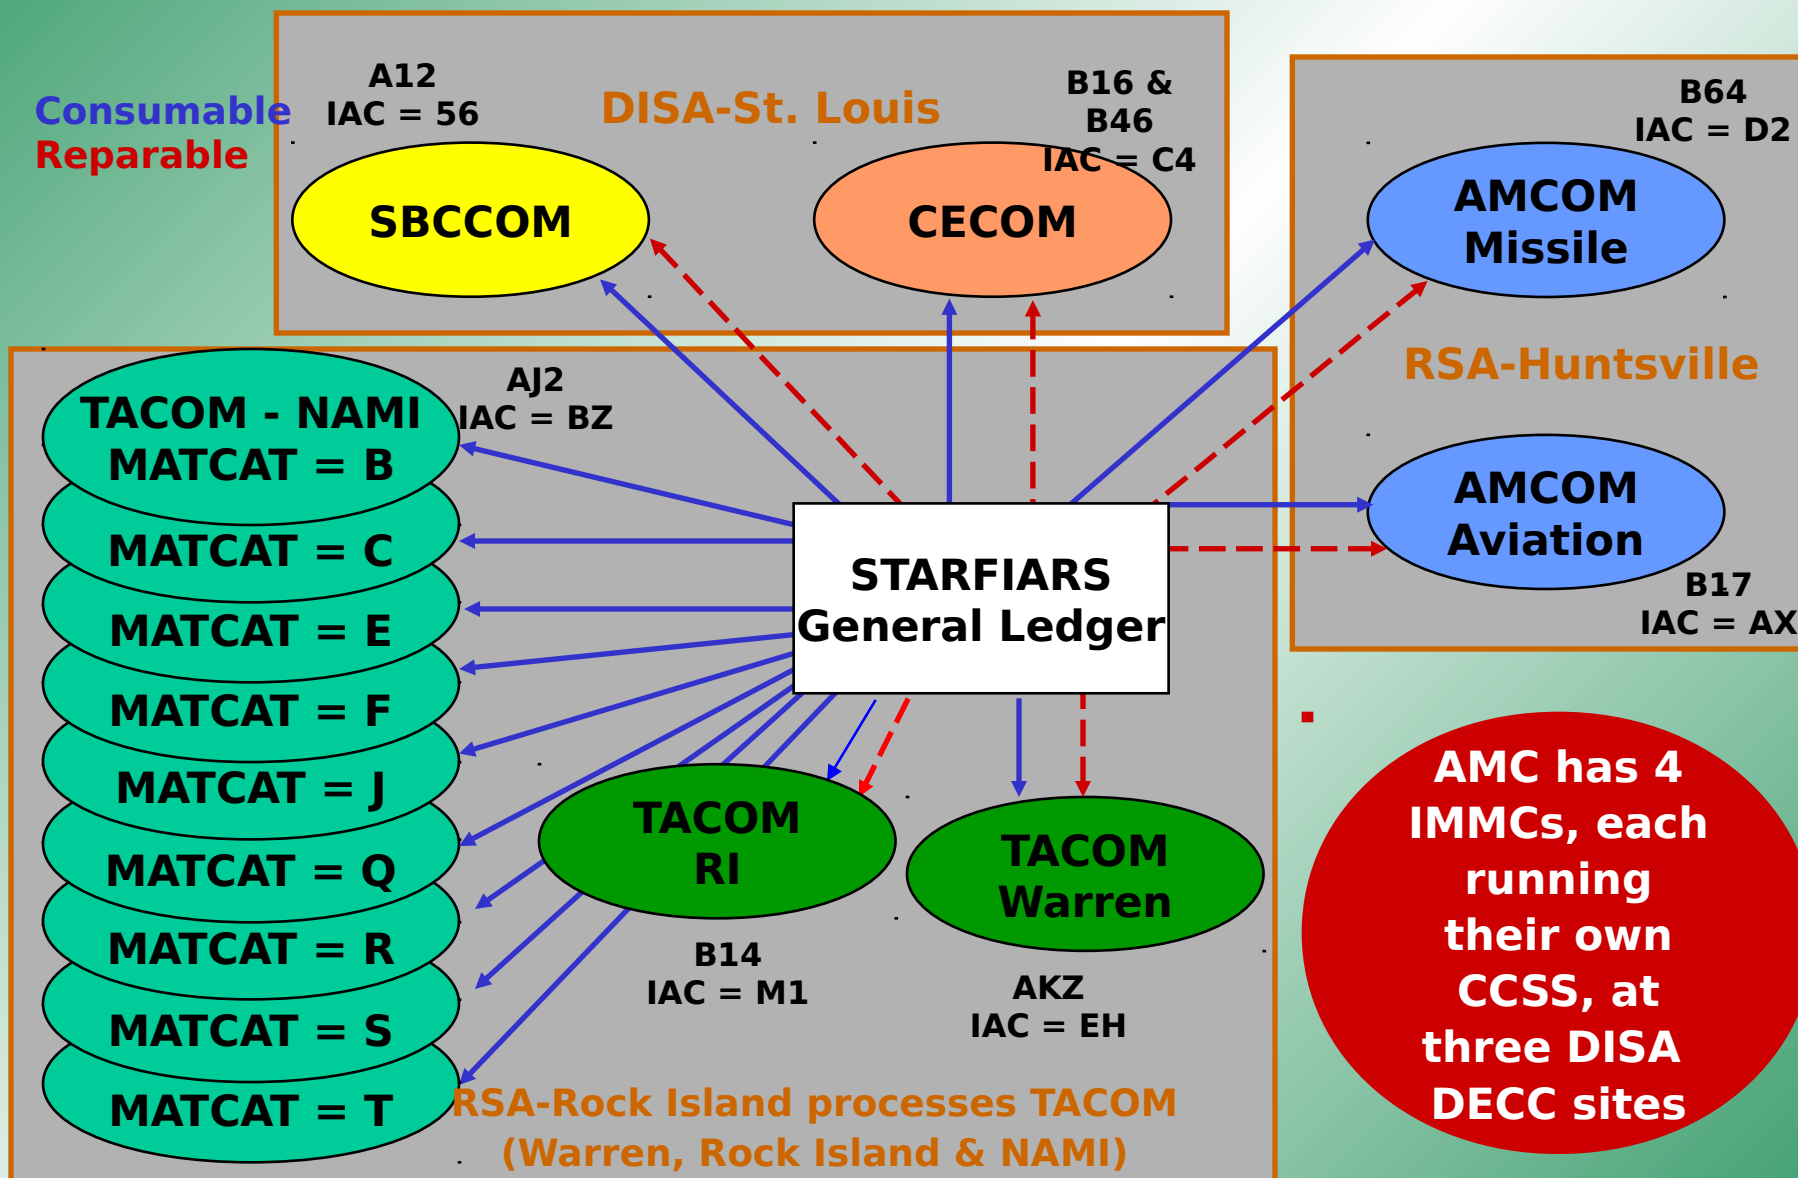 Consumable
Reparable
A12
IAC = 56
DISA-St. Louis
B16 &
B46
IAC = C4
B64
IAC = D2
SBCCOM
CECOM
AMCOM
Missile
RSA-Huntsville
AMCOM
Aviation
B17
IAC = AX
AJ2
IAC = BZ
TACOM - NAMI
MATCAT = B
MATCAT = C
MATCAT = E
MATCAT = F
MATCAT = J
MATCAT = Q
MATCAT = R
MATCAT = S
MATCAT = T
STARFIARS
General Ledger
TACOM
RI
B14
IAC = M1
TACOM
Warren
AKZ
IAC = EH
RSA-Rock Island processes TACOM
(Warren, Rock Island & NAMI)
AMC has 4
IMMCs, each
running
their own
CCSS, at
three DISA
DECC sites